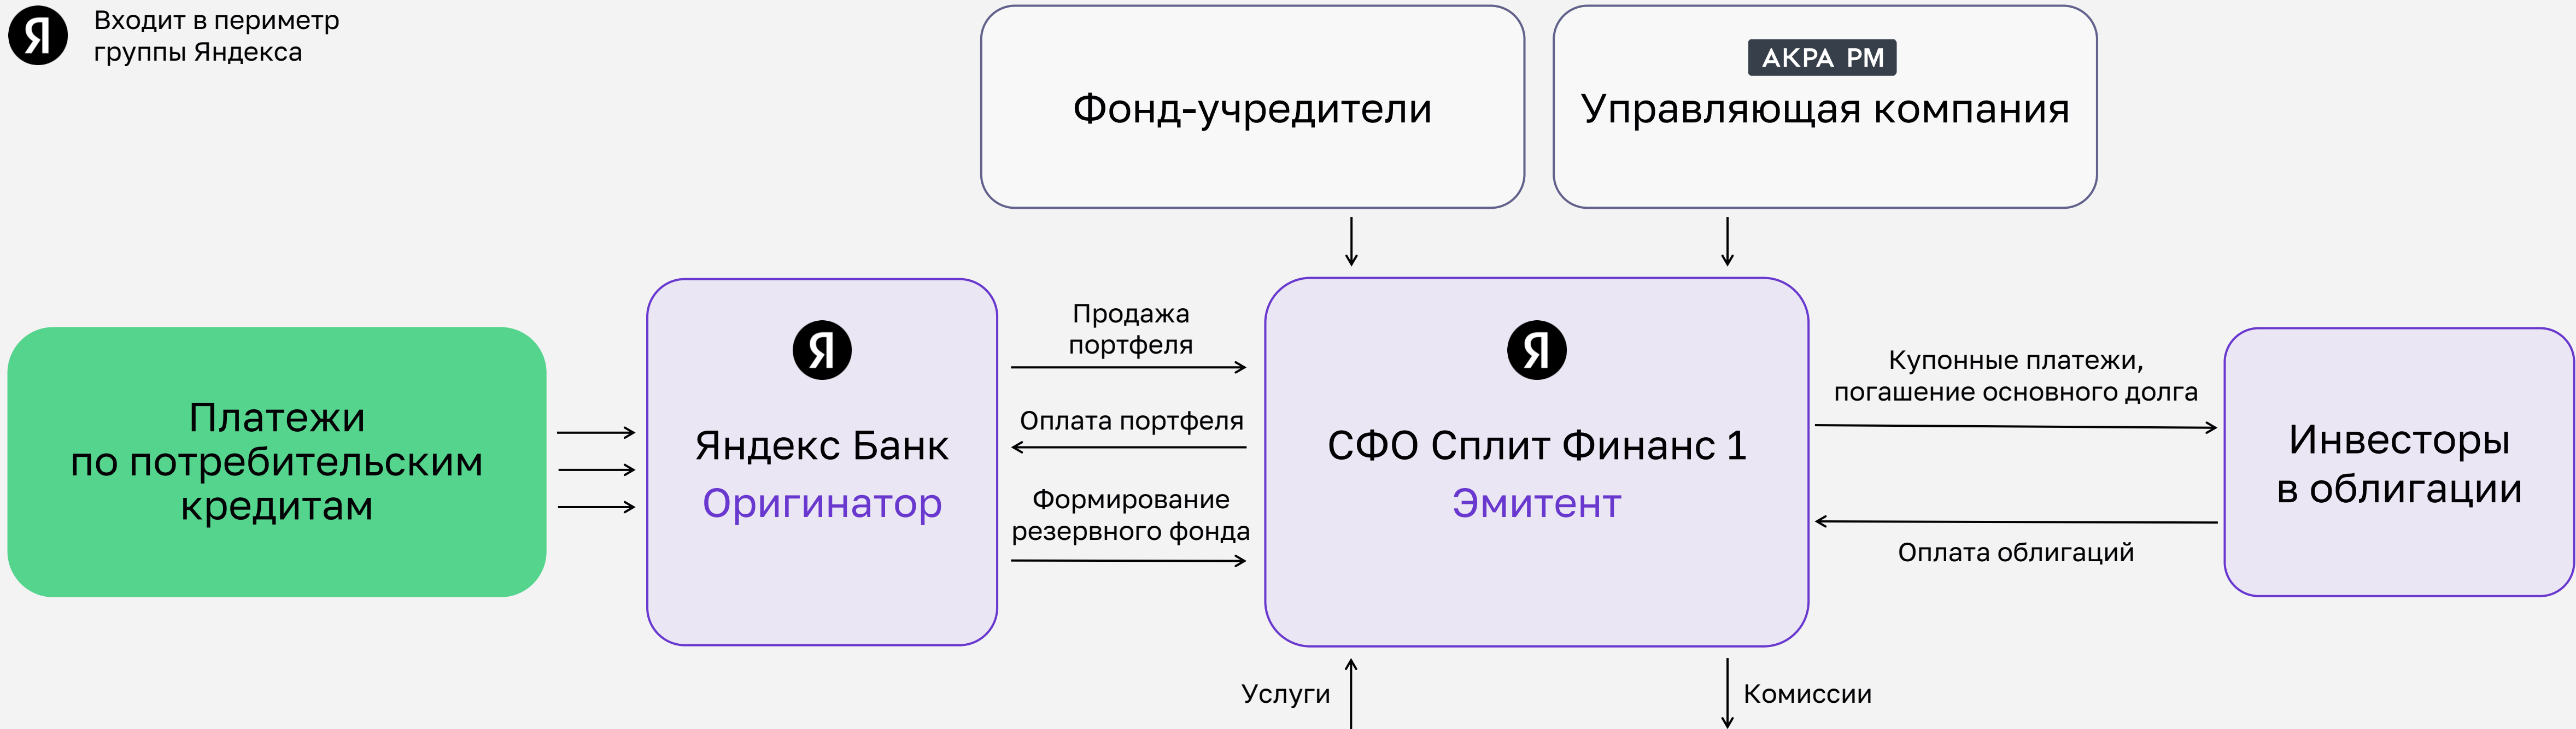 Я
Входит в периметр
группы Яндекса
Фонд-учредители
АКРА РМ
Управляющая компания
Платежи
по потребительским
кредитам
Я
Яндекс Банк
Оригинатор
Продажа
портфеля
Оплата портфеля
Формирование
резервного фонда
Я
СФО Сплит Финанс 1
Эмитент
Купонные платежи,
погашение основного долга
Оплата облигаций
Инвесторы
в облигации
Услуги
Комиссии